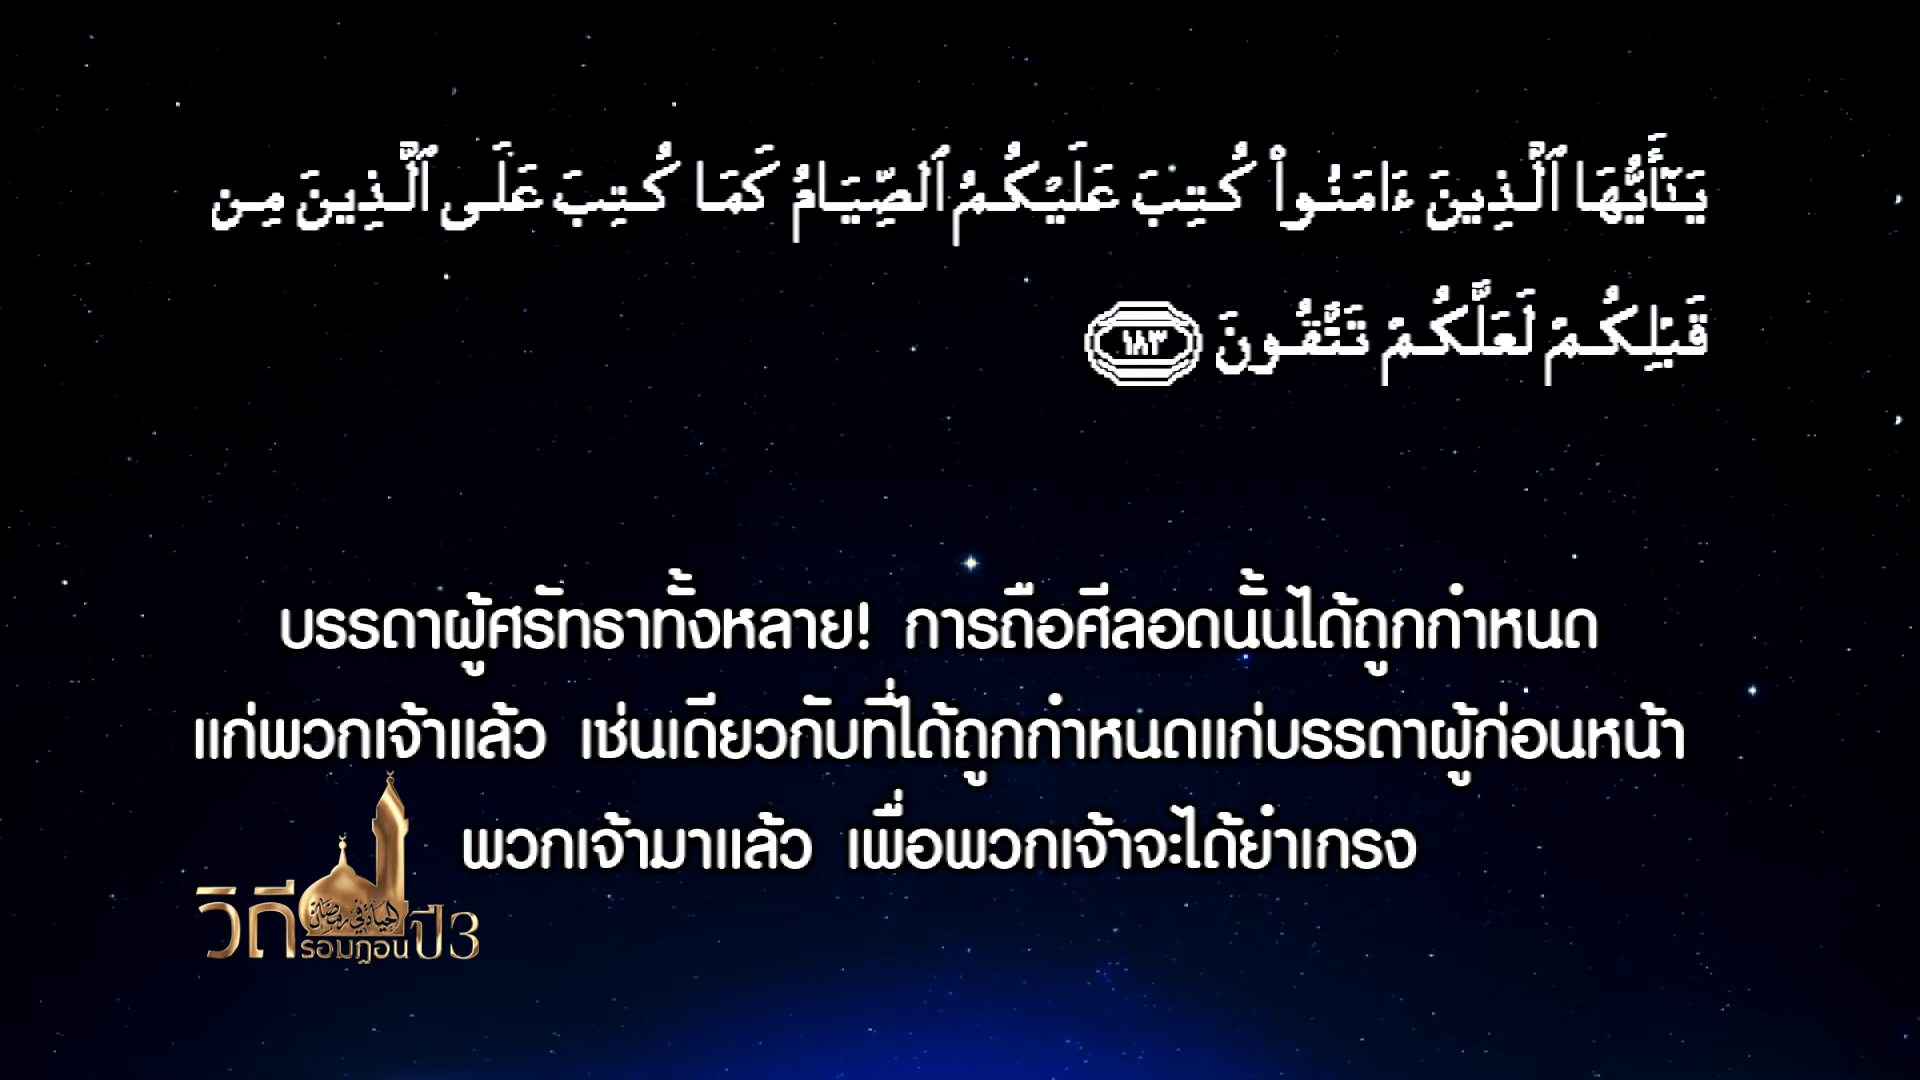 يَـٰٓأَيُّهَا ٱلَّذِينَ ءَامَنُوا۟ كُتِبَ عَلَيْكُمُ ٱلصِّيَامُ كَمَا كُتِبَ عَلَى ٱلَّذِينَ مِن
قَبْلِكُمْ لَعَلَّكُمْ تَتَّقُونَ ١٨٣
บรรดาผู้ศรัทธาทั้งหลาย! การถือศีลอดนั้นได้ถูกกำหนด
แก่พวกเจ้าแล้ว เช่นเดียวกับที่ได้ถูกกำหนดแก่บรรดาผู้ก่อนหน้า
พวกเจ้ามาแล้ว เพื่อพวกเจ้าจะได้ยำเกรง
الحياة في رمضان
วิถี รอมฎอน ปี3